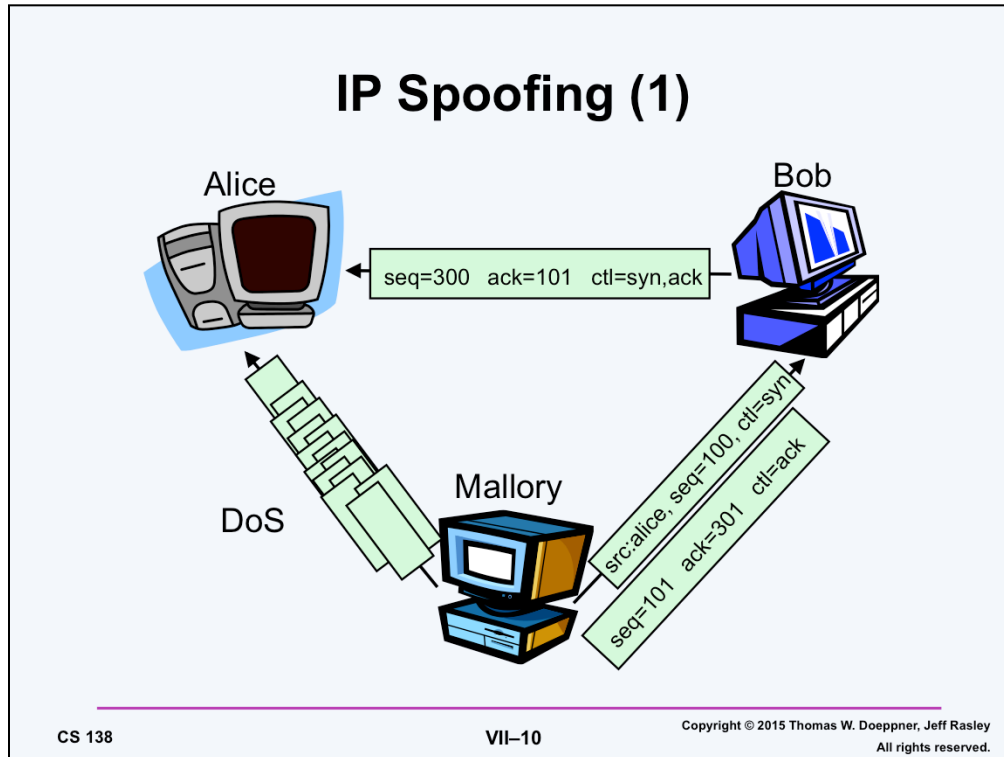 IP Spoofing (1)
Alice
Bob
seq=300 ack=101 ctl=syn,ack
src:alice, seq=100, ctl=syn
seq=101 ack=301 ctl=ack
Mallory
DoS
CS 138
VII–10
Copyright © 2015 Thomas W. Doeppner, Jeff Rasley
All rights reserved.